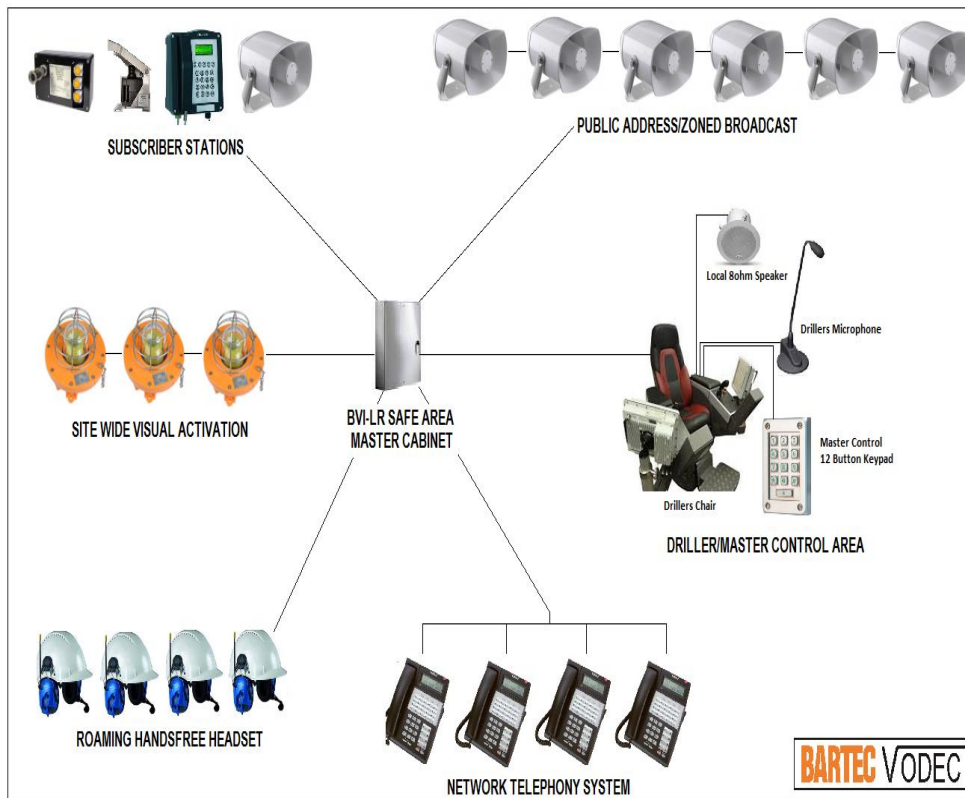 SUBSCRIBER STATIONS
PUBLIC ADDRESS/ZONED BROADCAST
Local 8ohm Speaker
Drillers Microphone
SITE WIDE VISUAL ACTIVATION
BVI-LR SAFE AREA
MASTER CABINET
Master Control
12 Button Keypad
Drillers Chair
DRILLER/MASTER CONTROL AREA
ROAMING HANDSFREE HEADSET
NETWORK TELEPHONY SYSTEM
BARTEC VODEC